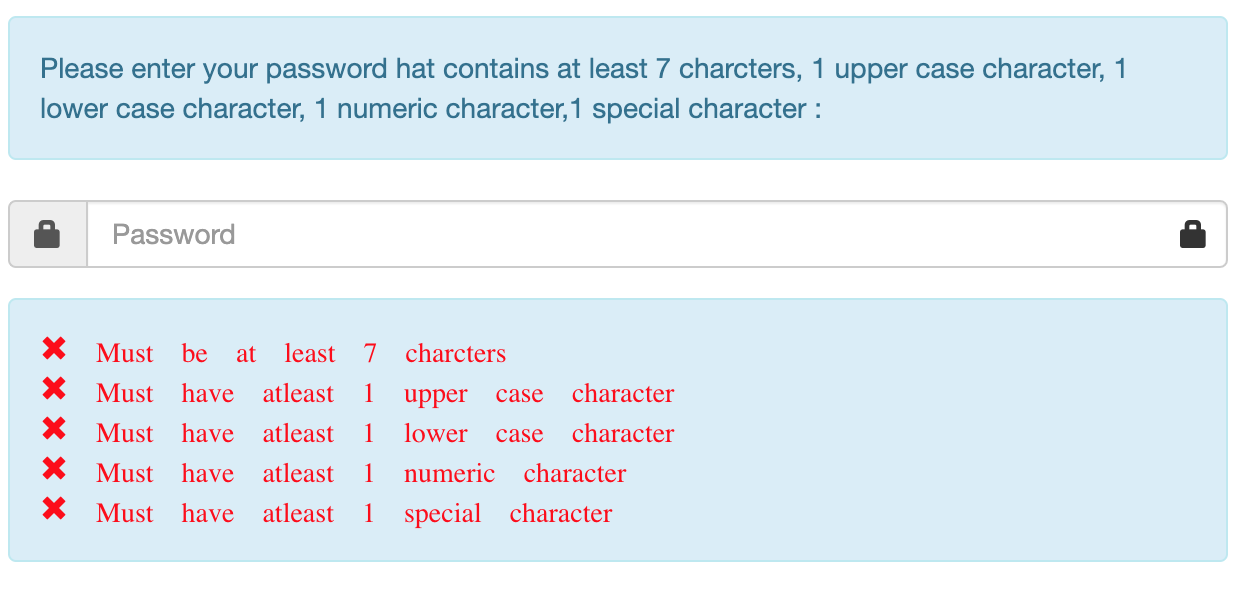 Please enter your password hat contains at least 7 charcters, 1 upper case character, 1
lower case character, 1 numeric character,1 special character :
Password
Must be at least 7 charcters
Must have atleast 1 upper case character
Must have atleast 1 lower case character
Must have atleast 1 numeric character
Must have atleast 1 special character